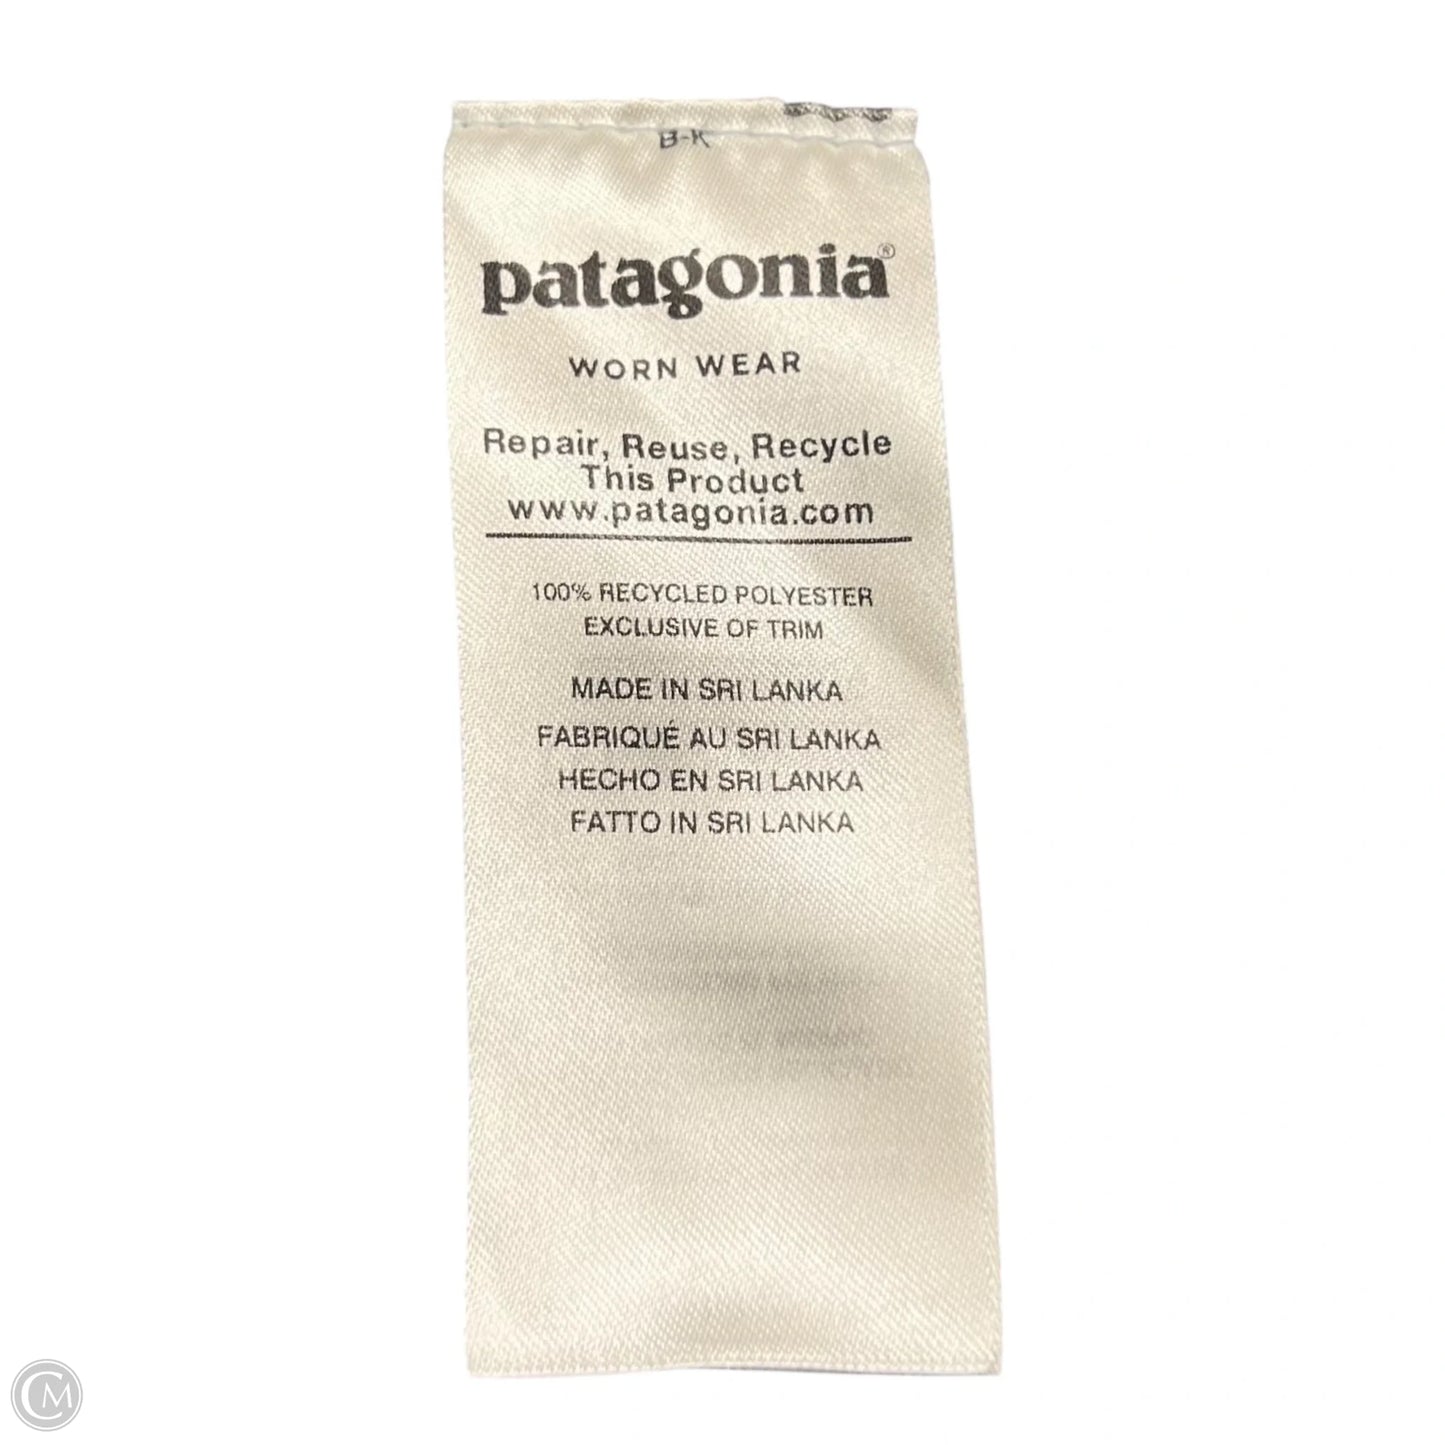 patagonia®
WORN WEAR
Repair, Reuse, Recycle
This Product
www.patagonia.com
100% RECYCLED POLYESTER
EXCLUSIVE OF TRIM
MADE IN SRI LANKA
FABRIQUÉ AU SRI LANKA
HECHO EN SRI LANKA
FATTO IN SRI LANKA
CM